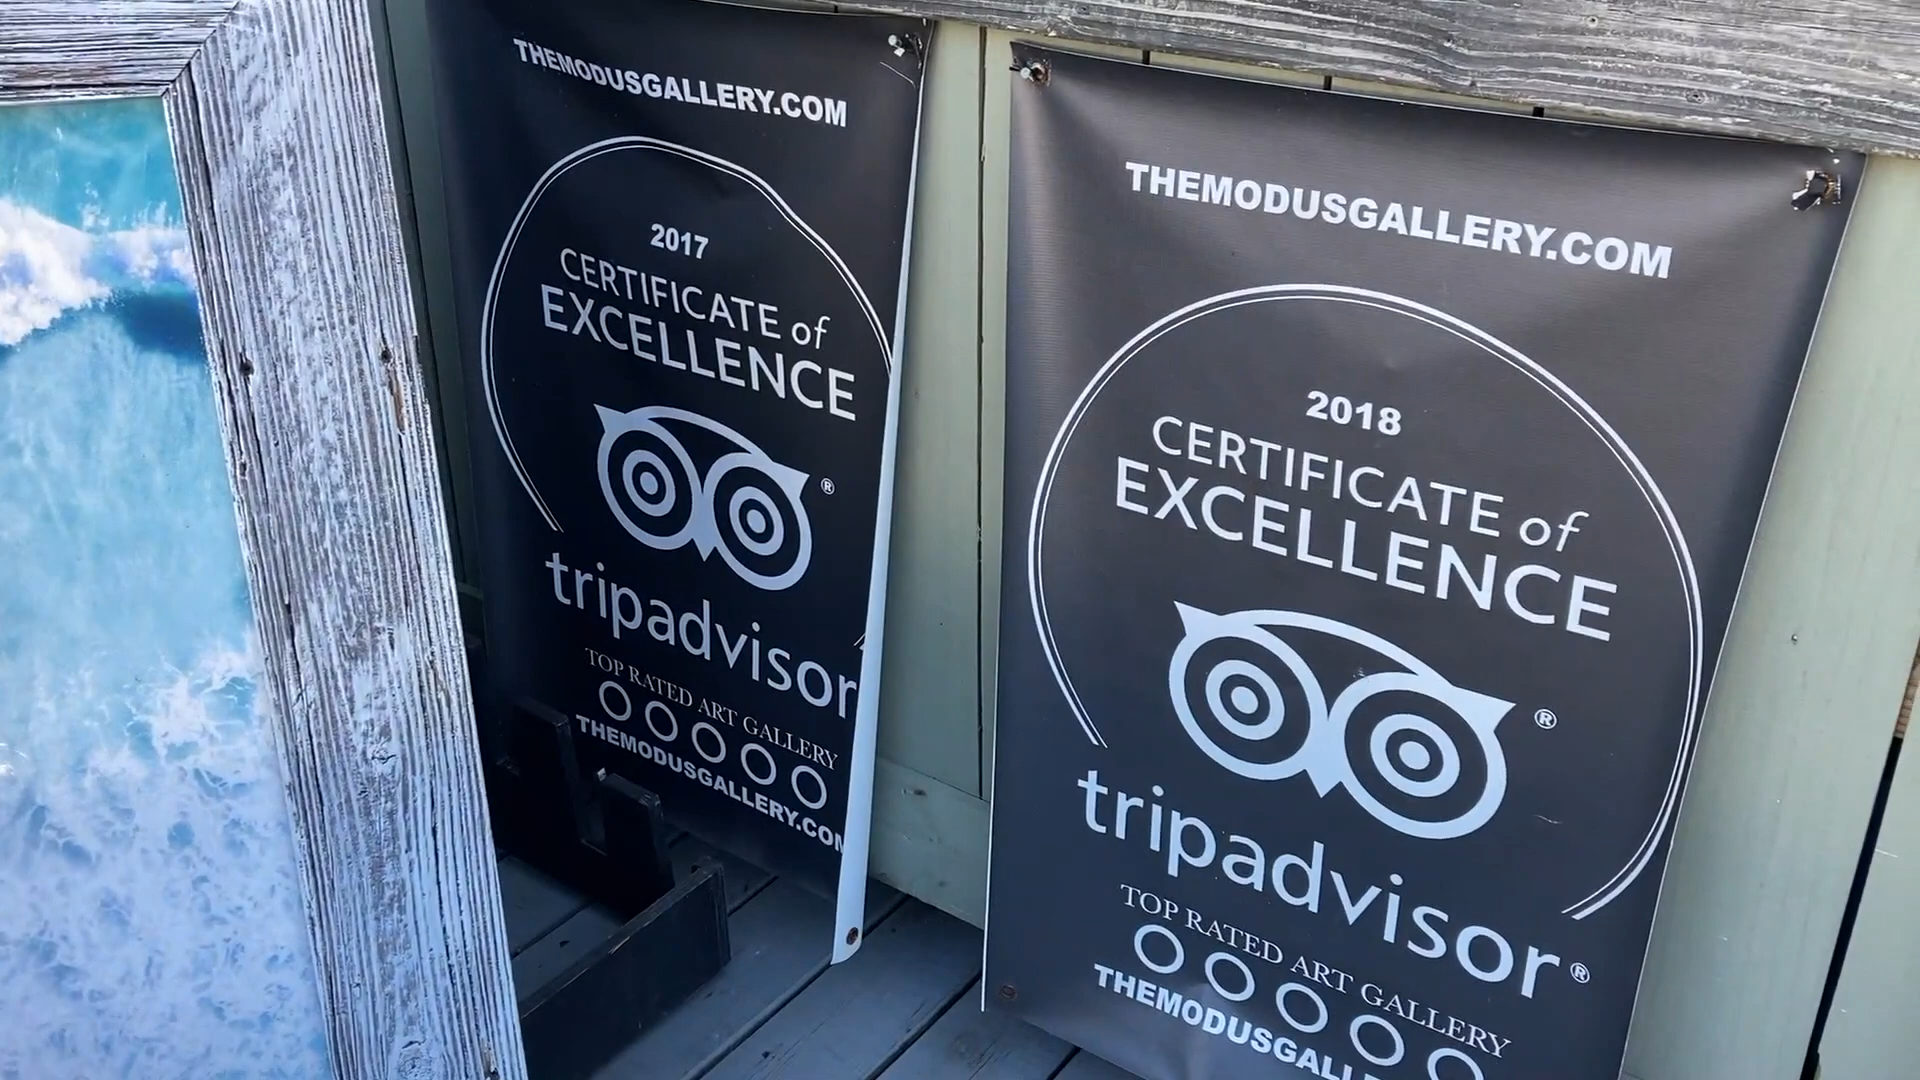 THEMODUSGALLERY.COM
2017
CERTIFICATE of
EXCELLENCE
®
tripadvisor
TOP RATED ART GALLERY
THEMODUSGALLERY.COM
THEMODUSGALLERY.COM
2018
CERTIFICATE of
EXCELLENCE
®
tripadvisor®
TOP RATED ART GALLERY
THEMODUSGALLE